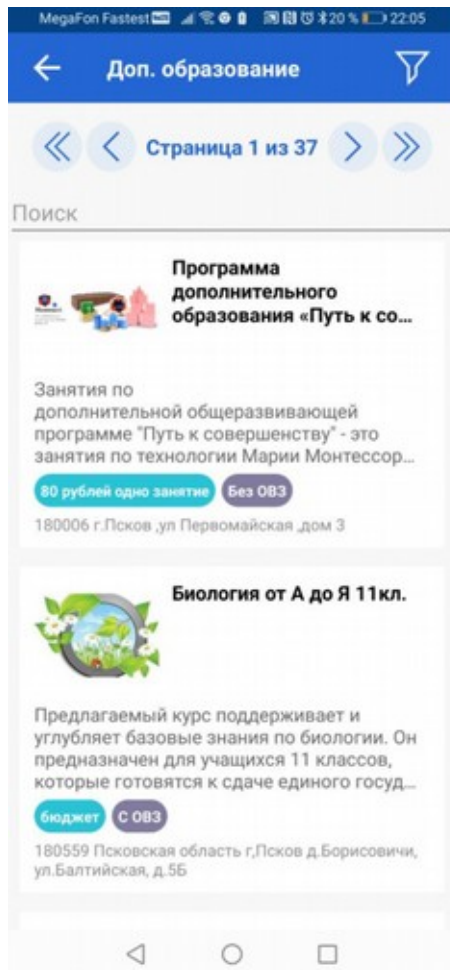 MegaFon Fastest 20 % 22:05
Доп. образование
Страница 1 из 37
Поиск
Программа
дополнительного
образования «Путь к со...
Занятия по
дополнительной общеразвивающей
программе "Путь к совершенству" - это
занятия по технологии Марии Монтессор...
80 рублей одно занятие Без ОВЗ
180006 г.Псков ,ул Первомайская ,дом 3
Биология от А до Я 11кл.
Предлагаемый курс поддерживает и
углубляет базовые знания по биологии. Он
предназначен для учащихся 11 классов,
которые готовятся к сдаче единого госуд...
бюджет С ОВЗ
180559 Псковская область г,Псков д.Борисовичи,
ул.Балтийская, д.5Б